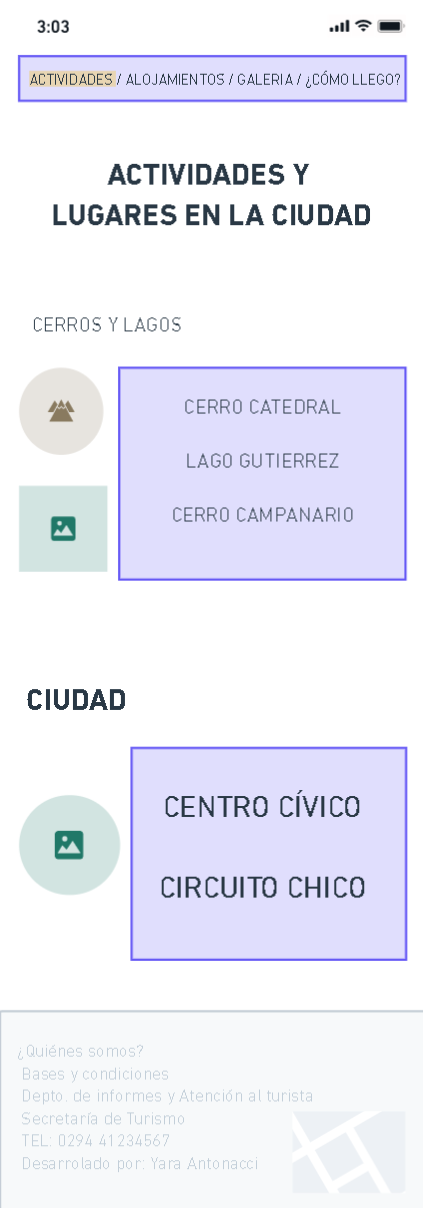 3:03
ACTIVIDADES / ALOJAMIENTOS / GALERIA / ¿CÓMO LLEGO?
ACTIVIDADES Y
LUGARES EN LA CIUDAD
CERROS Y LAGOS
CERRO CATEDRAL
LAGO GUTIERREZ
CERRO CAMPANARIO
CIUDAD
CENTRO CÍVICO
CIRCUITO CHICO
¿Quiénes somos?
Bases y condiciones
Depto. de informes y Atención al turista
Secretaría de Turismo
TEL: 0294 41234567
Desarrolado por: Yara Antonacci